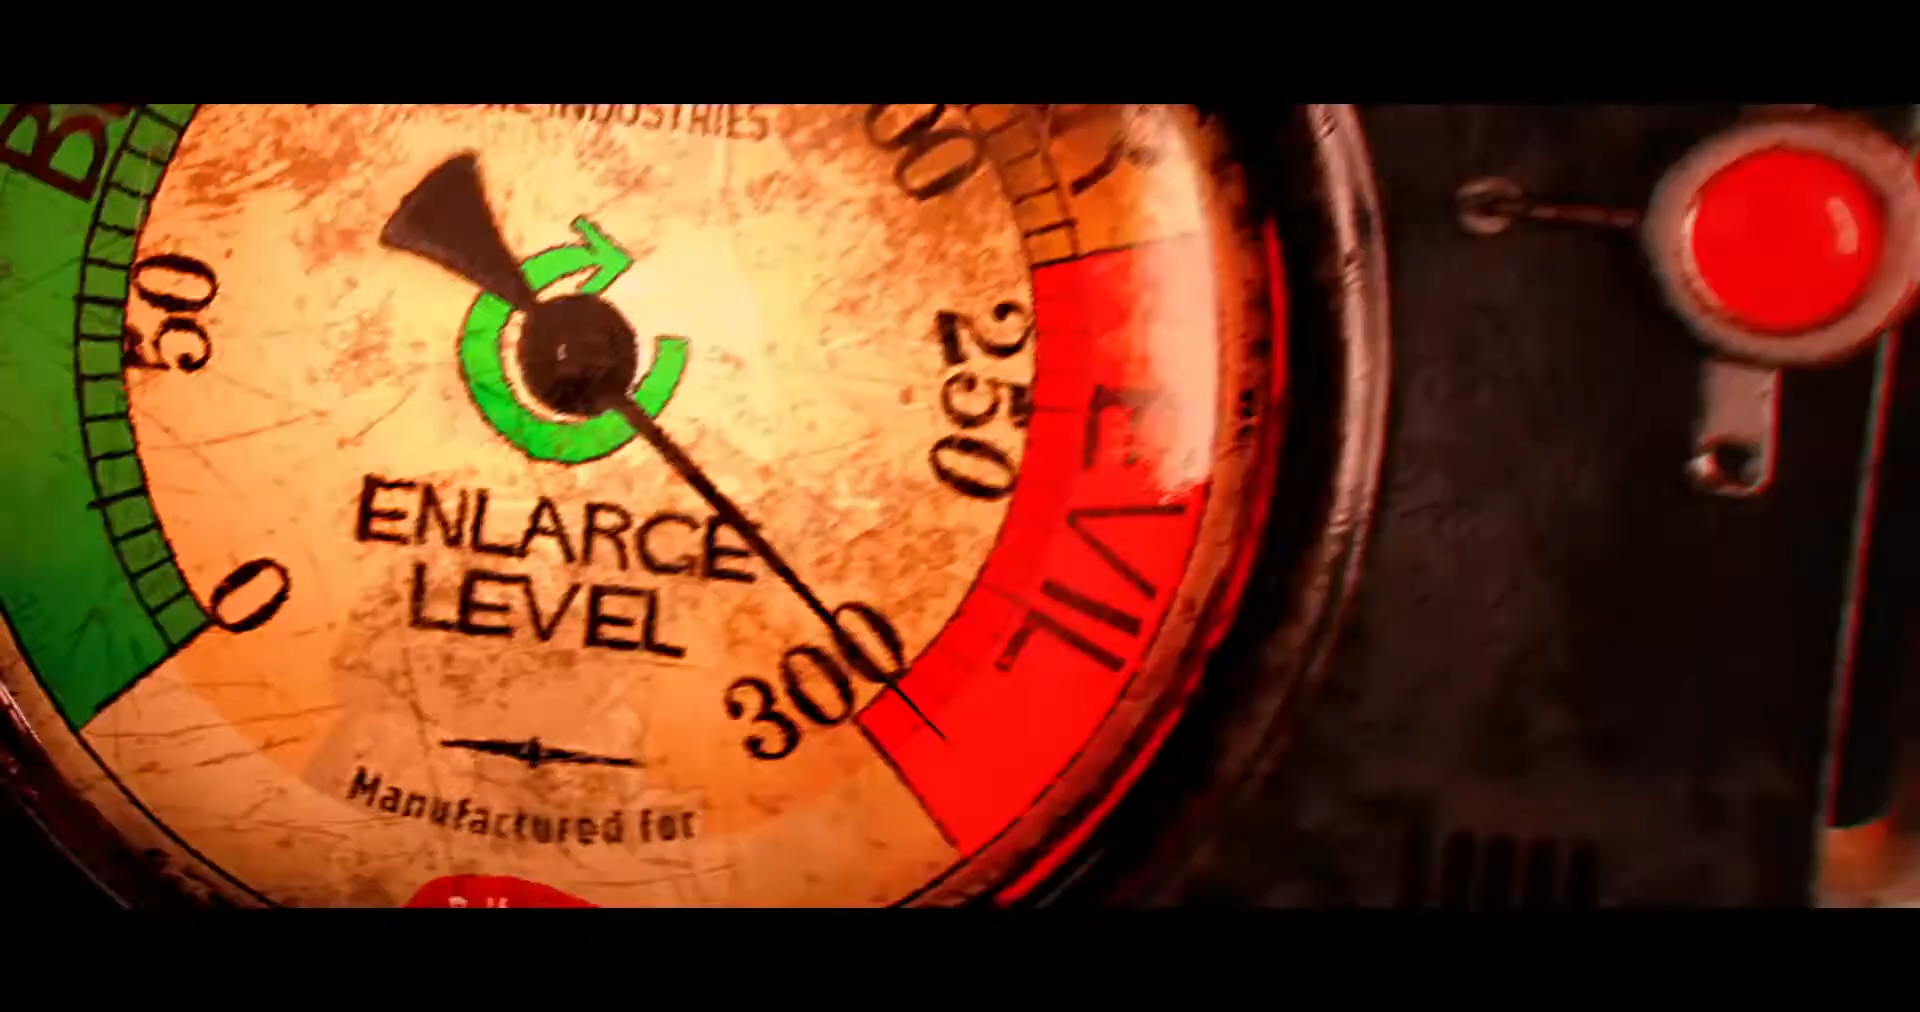 INDUSTRIES
50
250
EVIL
0
ENLARGE
LEVEL
300
Manufactured for